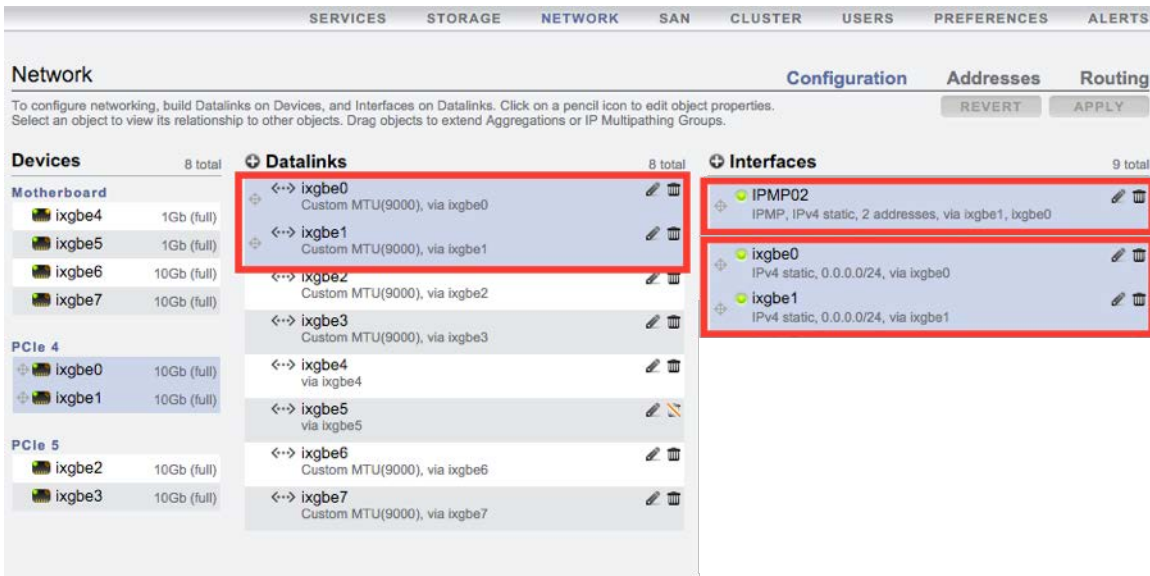 SERVICES STORAGE NETWORK SAN CLUSTER USERS PREFERENCES ALERTS
Network
Configuration Addresses Routing
To configure networking, build Datalinks on Devices, and Interfaces on Datalinks. Click on a pencil icon to edit object properties.
Select an object to view its relationship to other objects. Drag objects to extend Aggregations or IP Multipathing Groups.
REVERT APPLY
Devices 8 total
Motherboard
ixgbe4 1Gb (full)
ixgbe5 1Gb (full)
ixgbe6 10Gb (full)
ixgbe7 10Gb (full)
PCIe 4
ixgbe0 10Gb (full)
ixgbe1 10Gb (full)
PCIe 5
ixgbe2 10Gb (full)
ixgbe3 10Gb (full)
Datalinks 8 total
ixgbe0
Custom MTU(9000), via ixgbe0
ixgbe1
Custom MTU(9000), via ixgbe1
ixgbe2
Custom MTU(9000), via ixgbe2
ixgbe3
Custom MTU(9000), via ixgbe3
ixgbe4
via ixgbe4
ixgbe5
via ixgbe5
ixgbe6
Custom MTU(9000), via ixgbe6
ixgbe7
Custom MTU(9000), via ixgbe7
Interfaces 9 total
IPMP02
IPMP, IPv4 static, 2 addresses, via ixgbe1, ixgbe0
ixgbe0
IPv4 static, 0.0.0.0/24, via ixgbe0
ixgbe1
IPv4 static, 0.0.0.0/24, via ixgbe1